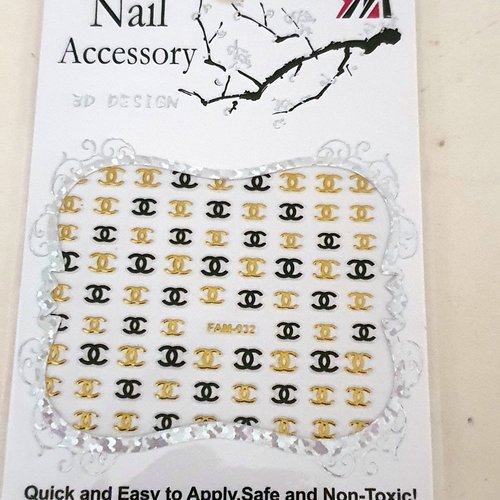 Nail
Accessory
3D DESIGN
FAM-032
Quick and Easy to Apply.Safe and Non-Toxic!